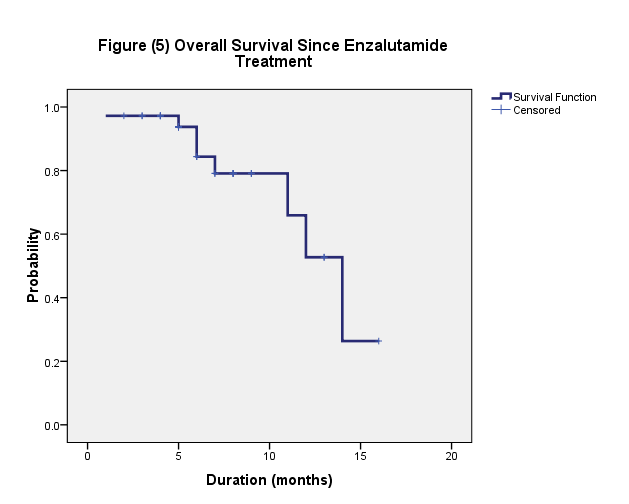 Figure (5) Overall Survival Since Enzalutamide
Treatment
Survival Function
Censored
Probability
1.0
0.8
0.6
0.4
0.2
0.0
0
5
10
15
20
Duration (months)